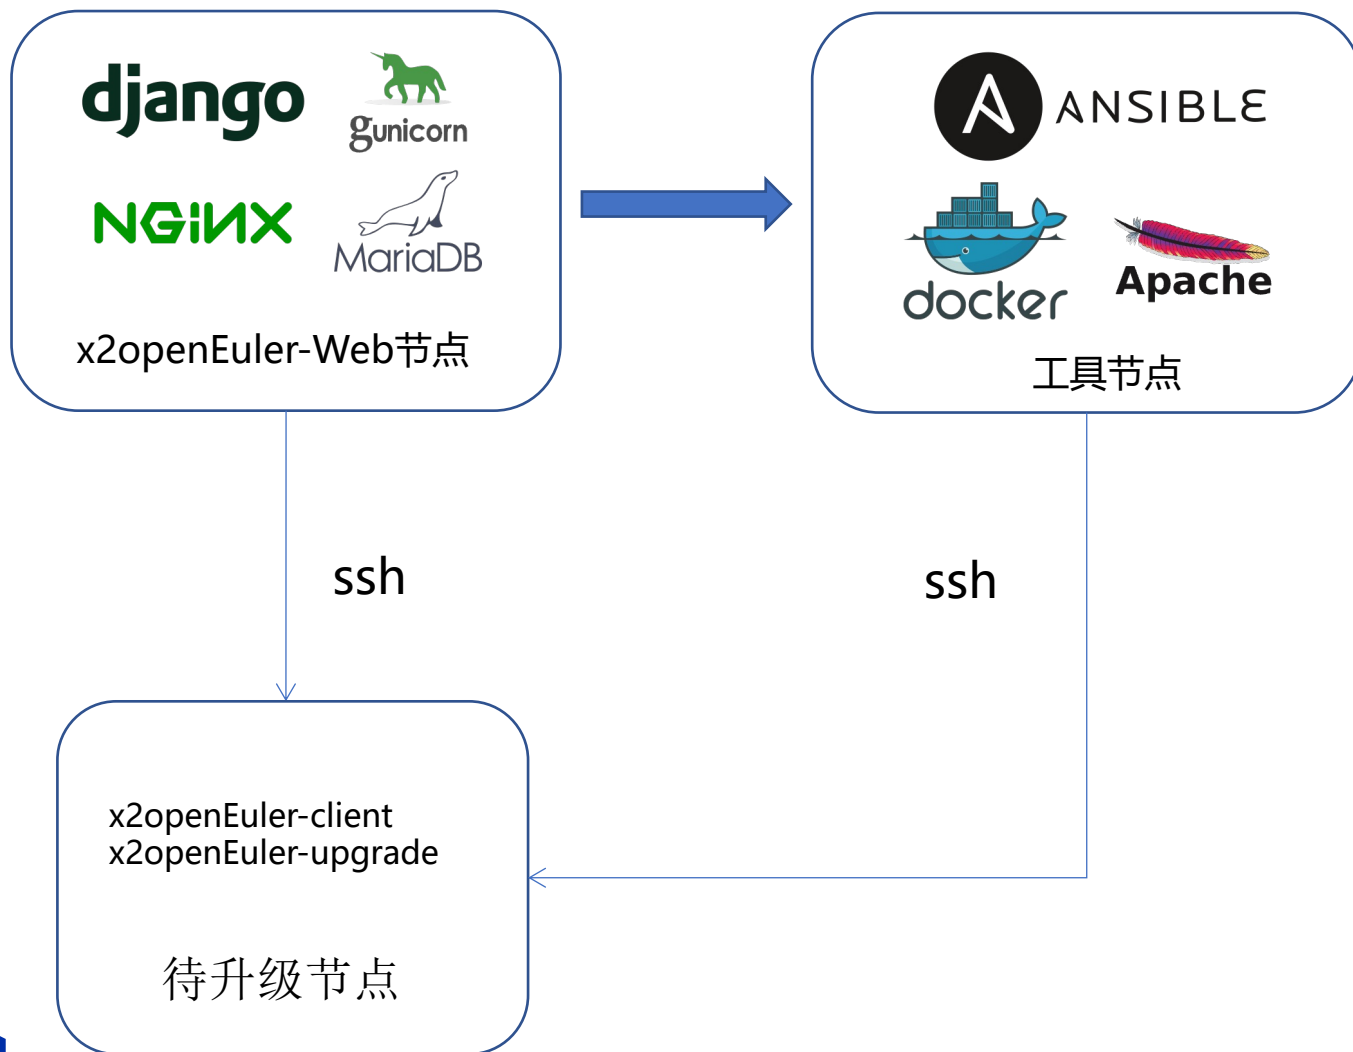 django
gunicorn
NGiИX
MariaDB
x2openEuler-Web节点
ANSIBLE
docker
Apache
工具节点
ssh
ssh
x2openEuler-client
x2openEuler-upgrade
待升级节点